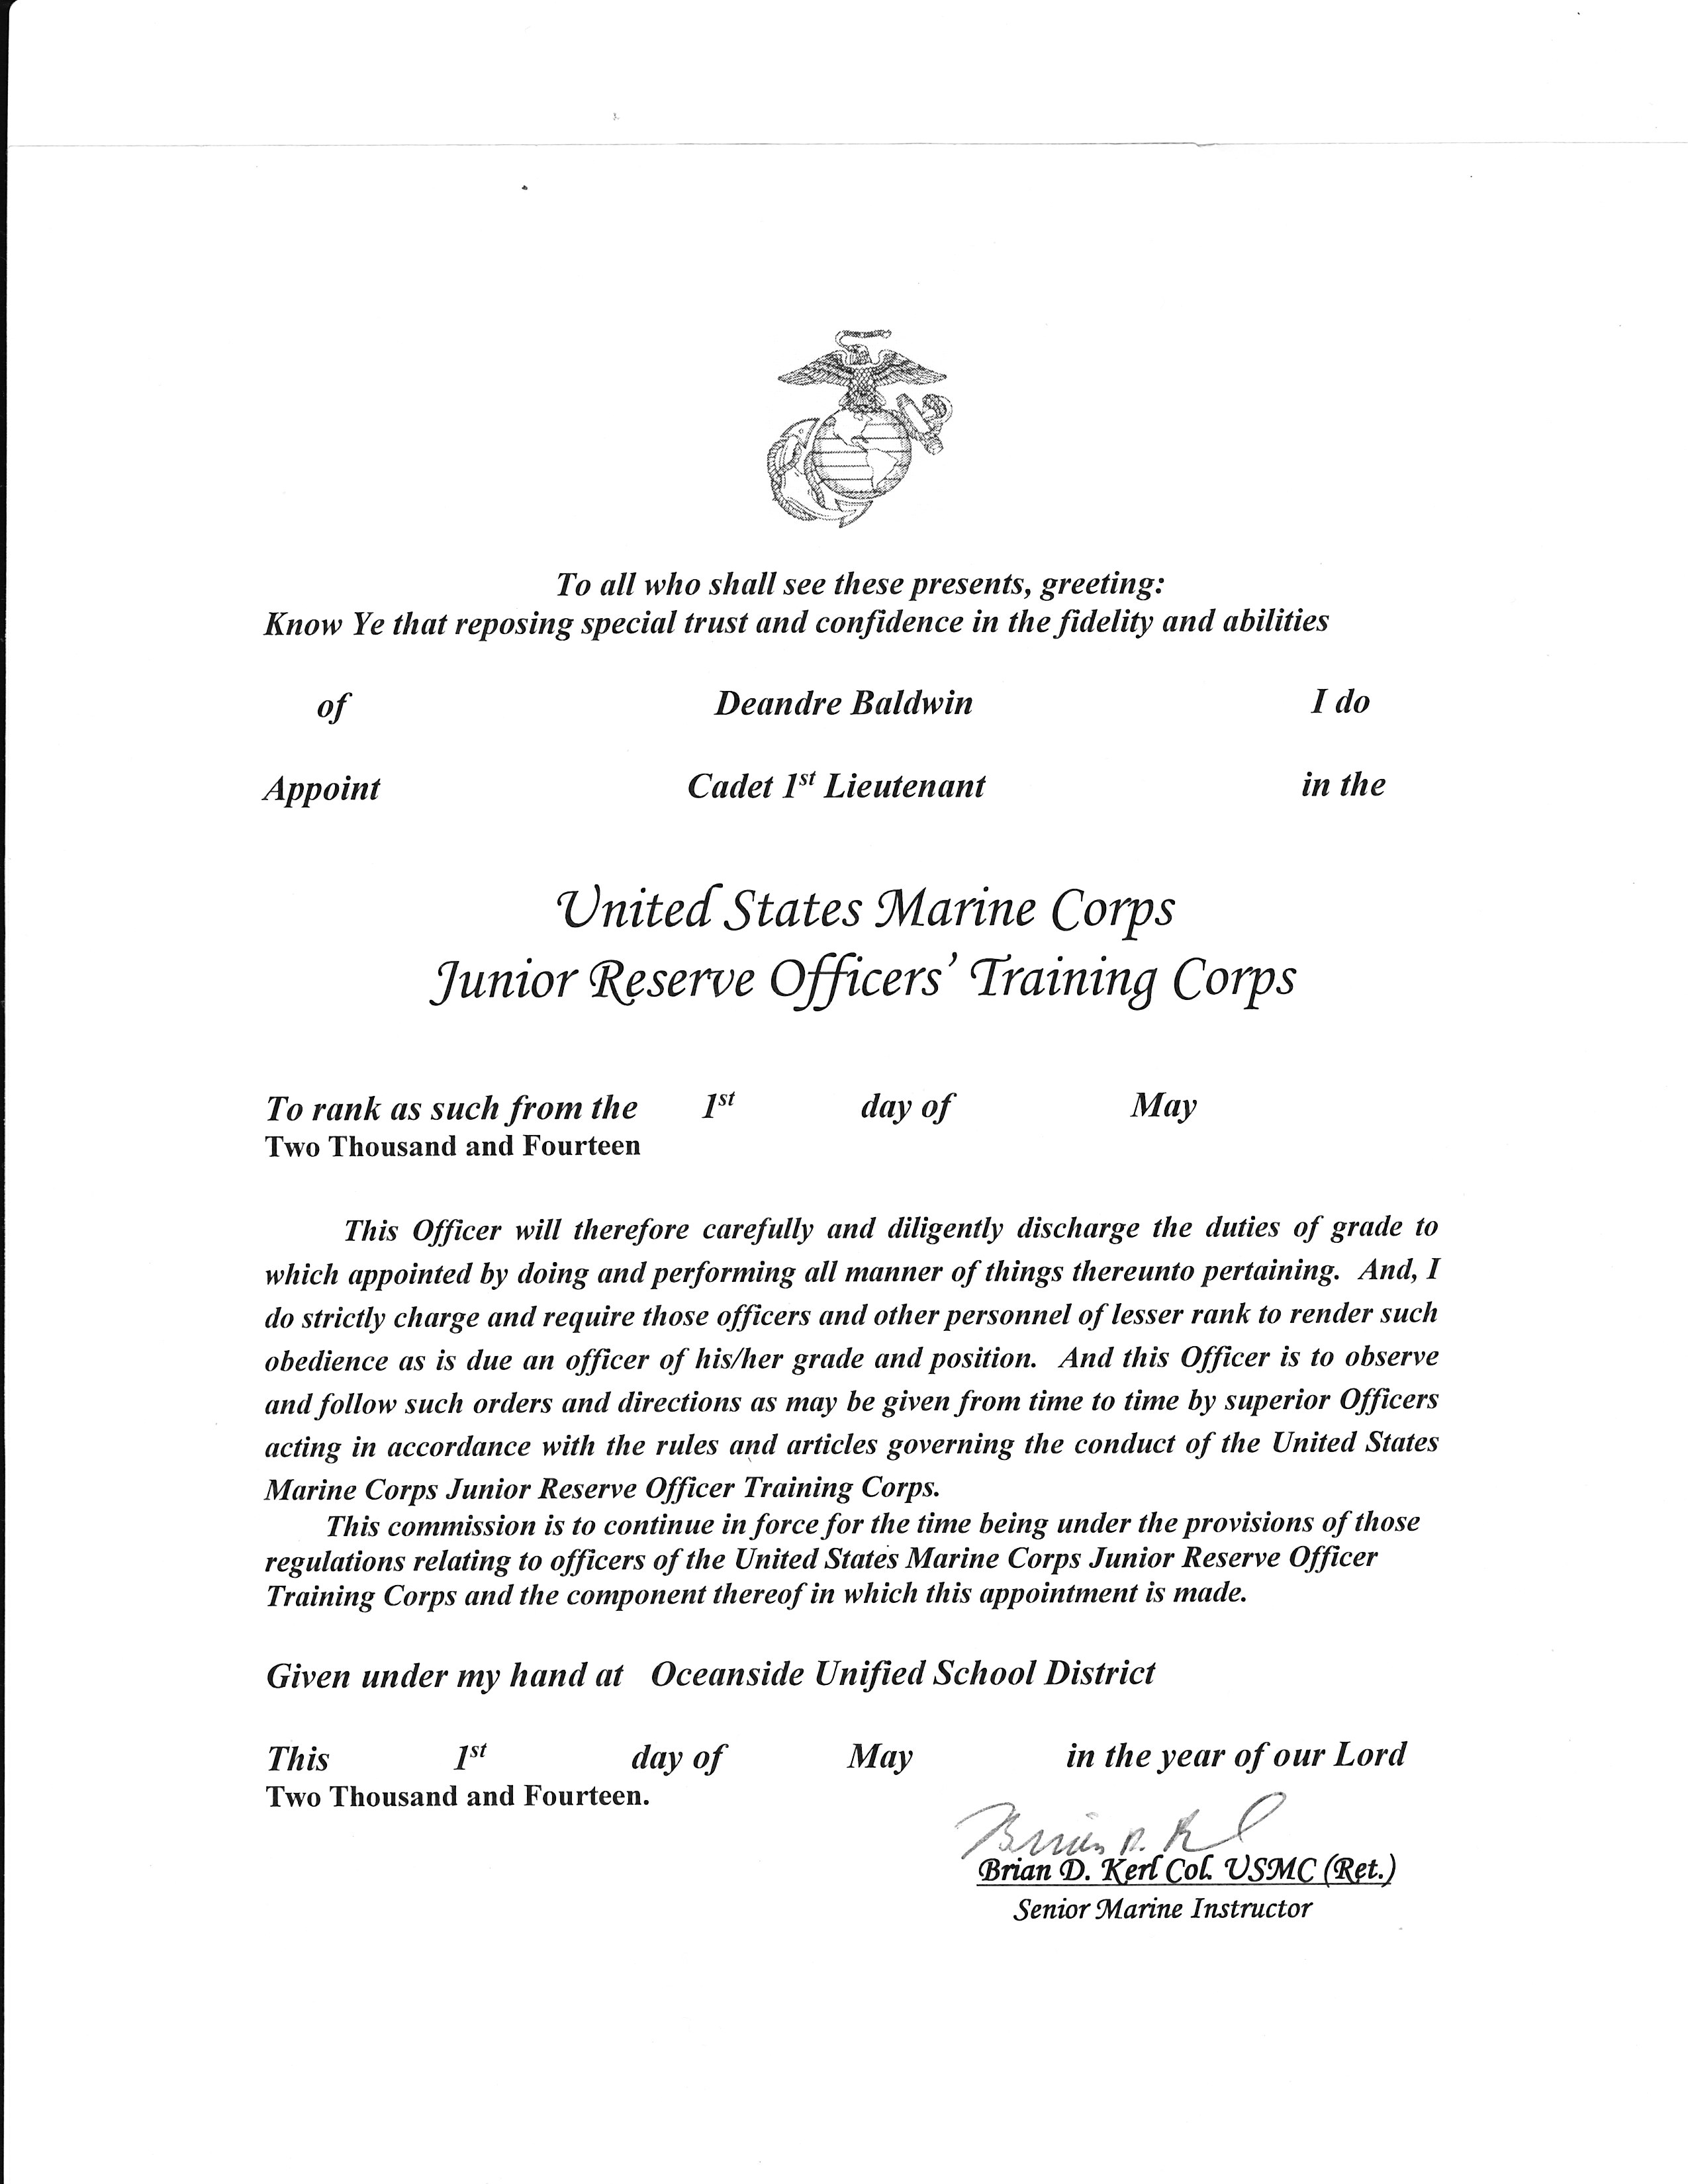 To all who shall see these presents, greeting:
Know Ye that reposing special trust and confidence in the fidelity and abilities
of Deandre Baldwin I do
Appoint Cadet 1st Lieutenant in the
United States Marine Corps
Junior Reserve Officers' Training Corps
To rank as such from the 1st day of May
Two Thousand and Fourteen
This Officer will therefore carefully and diligently discharge the duties of grade to
which appointed by doing and performing all manner of things thereunto pertaining. And, I
do strictly charge and require those officers and other personnel of lesser rank to render such
obedience as is due an officer of his/her grade and position. And this Officer is to observe
and follow such orders and directions as may be given from time to time by superior Officers
acting in accordance with the rules and articles governing the conduct of the United States
Marine Corps Junior Reserve Officer Training Corps.
This commission is to continue in force for the time being under the provisions of those
regulations relating to officers of the United States Marine Corps Junior Reserve Officer
Training Corps and the component thereof in which this appointment is made.
Given under my hand at Oceanside Unified School District
This 1st day of May in the year of our Lord
Two Thousand and Fourteen.
Brian D. Kerl
Brian D. Kerl Col. USMC (Ret.)
Senior Marine Instructor